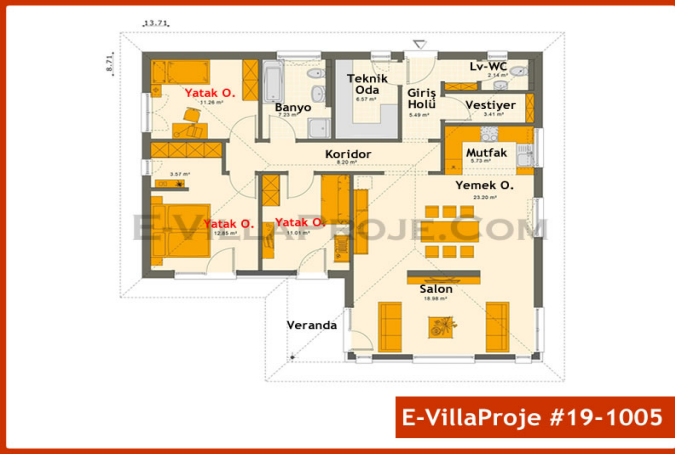 13.71
8.71
Yatak O.
11.26 m²
Banyo
7.23 m²
Teknik
Oda
6.57 m²
Giriş
Holü
5.49 m²
Lv-WC
2.14 m²
Vestiyer
3.41 m²
Koridor
8.20 m²
Mutfak
5.73 m²
3.57 m²
Yemek O.
23.20 m²
Yatak O.
12.86 m²
Yatak O.
11.01 m²
E-VillaProje.Com
Salon
18.98 m²
Veranda
E-VillaProje #19-1005